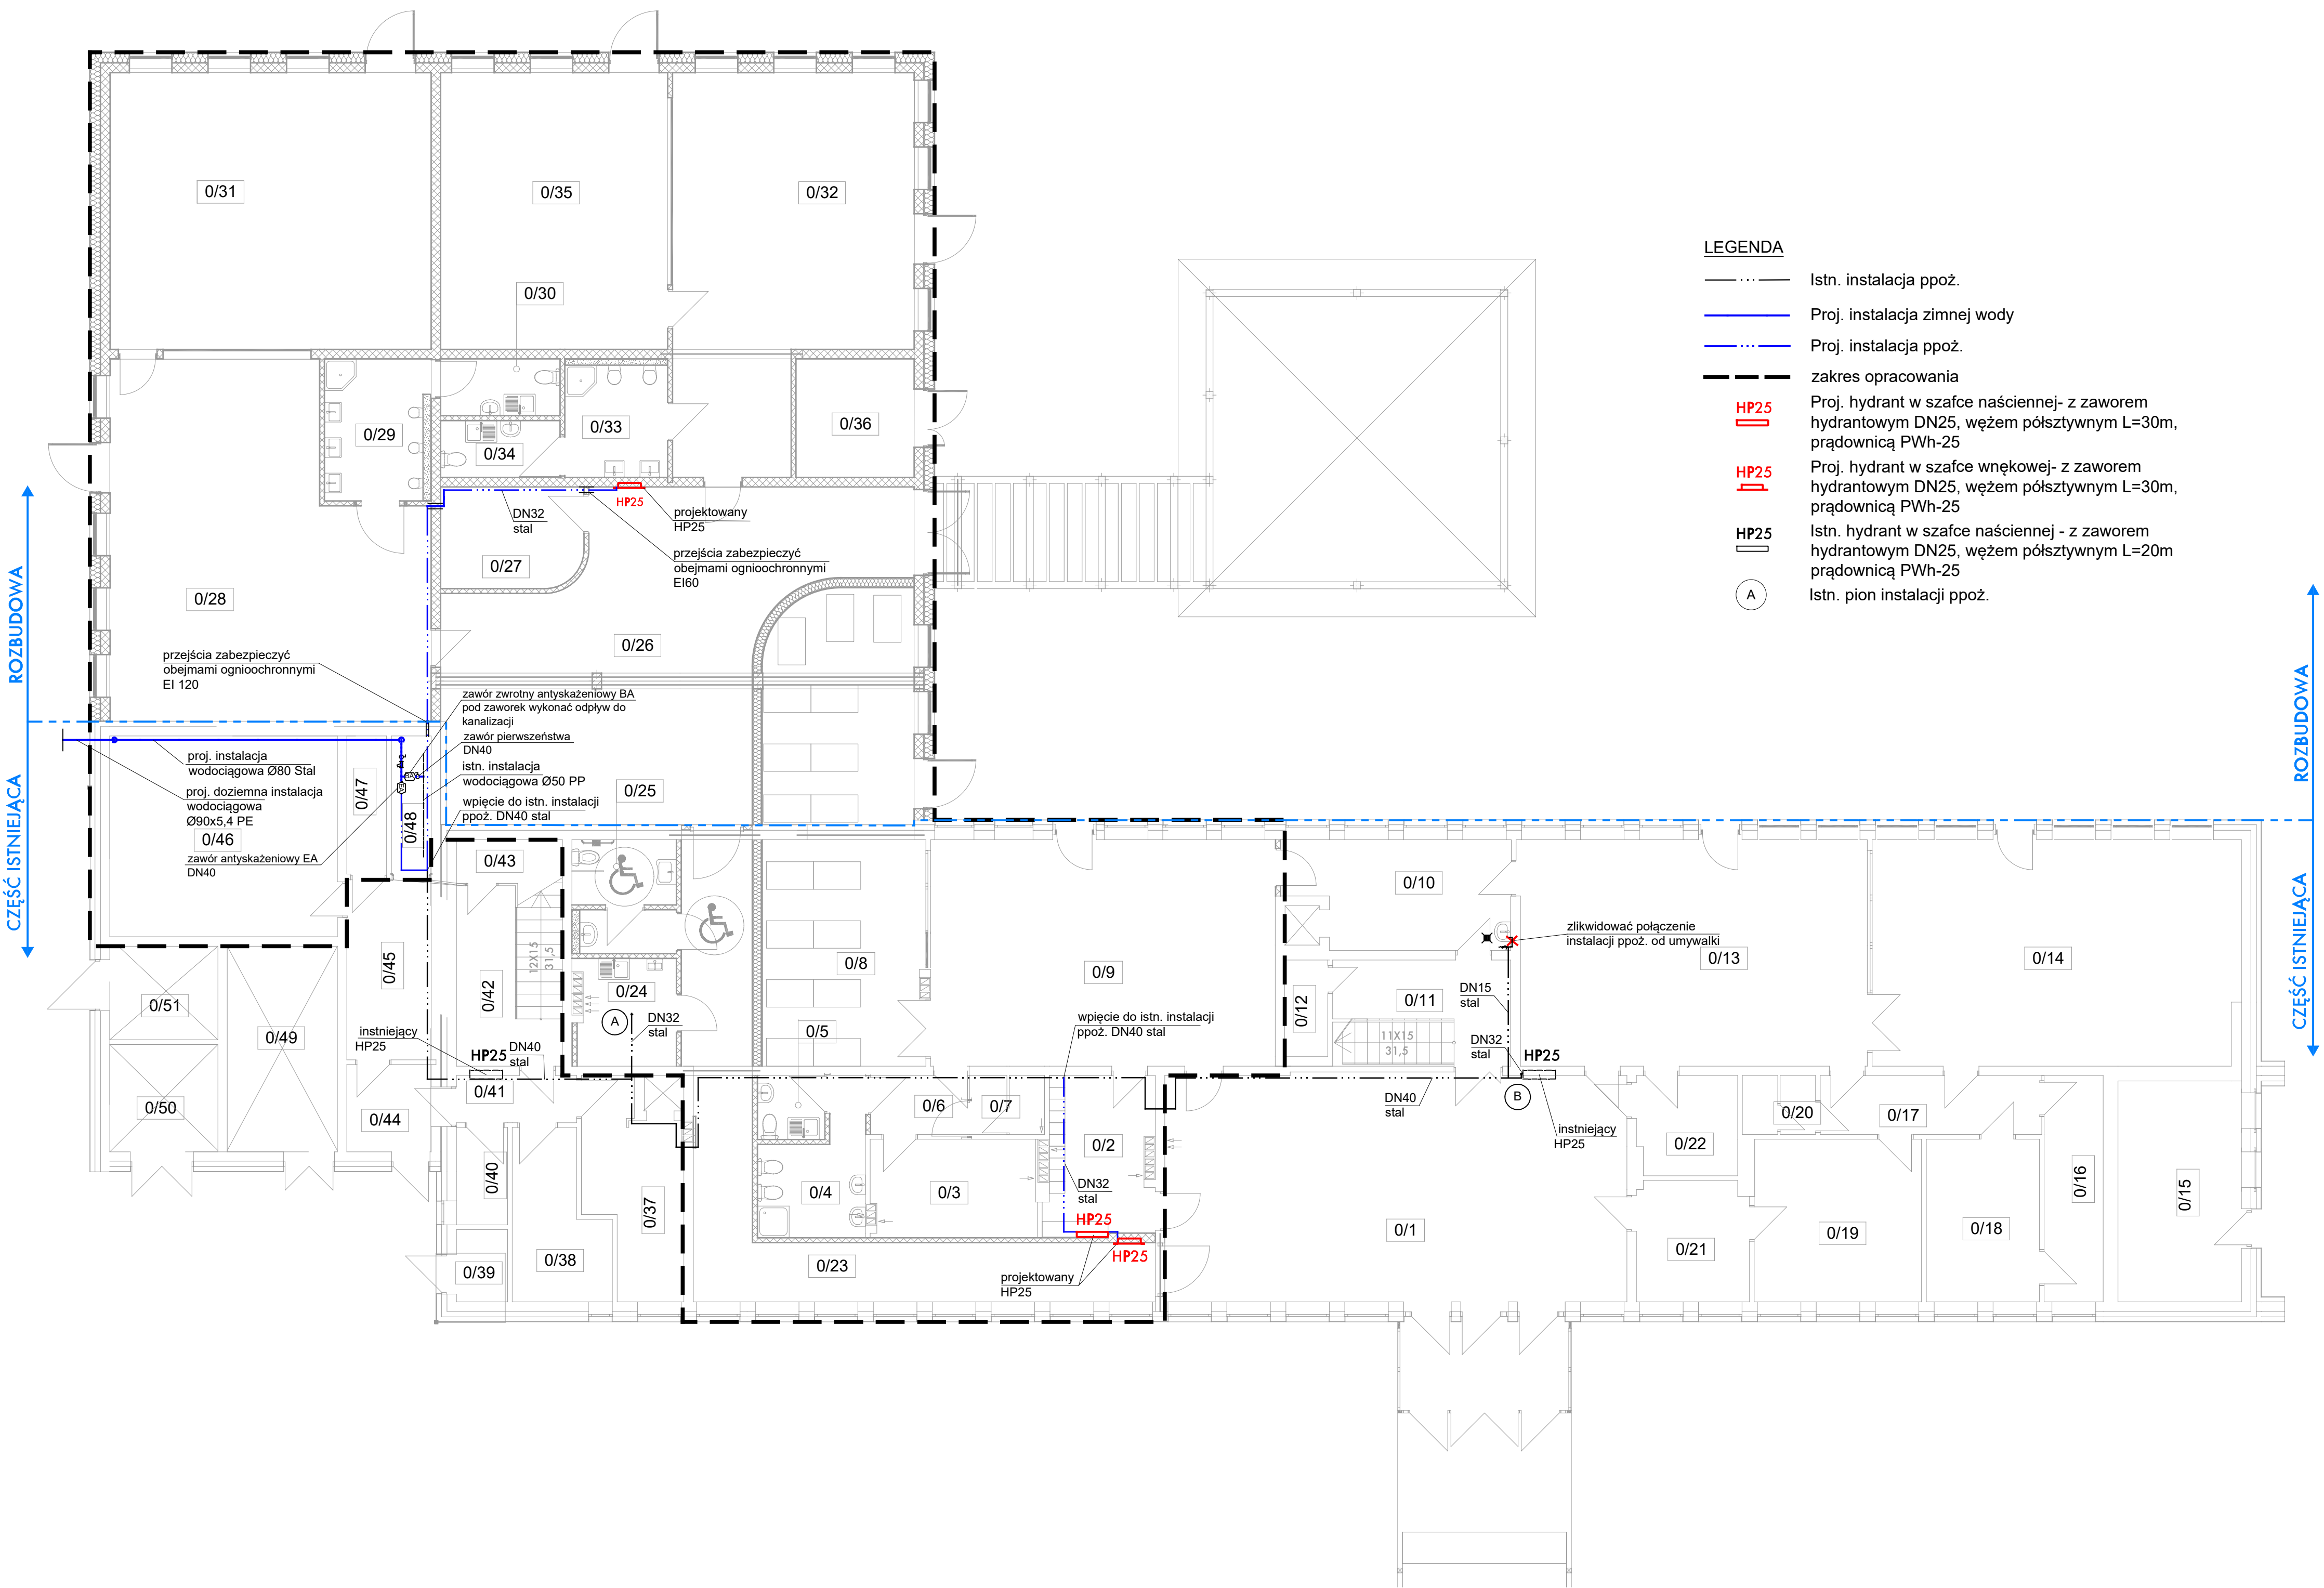 LEGENDA
Istn. instalacja ppoż.
Proj. instalacja zimnej wody
Proj. instalacja ppoż.
zakres opracowania
HP25
Proj. hydrant w szafce naściennej- z zaworem
hydrantowym DN25, wężem półsztywnym L=30m,
prądownicą PWh-25
HP25
Proj. hydrant w szafce wnękowej- z zaworem
hydrantowym DN25, wężem półsztywnym L=30m,
prądownicą PWh-25
HP25
Istn. hydrant w szafce naściennej - z zaworem
hydrantowym DN25, wężem półsztywnym L=20m
prądownicą PWh-25
A
Istn. pion instalacji ppoż.
0/31
0/35
0/32
0/30
0/29
0/34
0/33
0/36
HP25
projektowany
HP25
DN32
stal
przejścia zabezpieczyć
obejmami ognioochronnymi
EI60
0/27
0/28
0/26
ROZBUDOWA
CZĘŚĆ ISTNIEJĄCA
ROZBUDOWA
CZĘŚĆ ISTNIEJĄCA
przejścia zabezpieczyć
obejmami ognioochronnymi
EI 120
zawór zwrotny antyskażeniowy BA
pod zaworek wykonać odpływ do
kanalizacji
zawór pierwszeństwa
DN40
istn. instalacja
wodociągowa Ø50 PP
wpięcie do istn. instalacji
ppoż. DN40 stal
proj. instalacja
wodociągowa Ø80 Stal
proj. doziemna instalacja
wodociągowa
Ø90x5,4 PE
0/46
zawór antyskażeniowy EA
DN40
BA
EA
0/47
0/48
0/25
0/43
0/45
0/42
12X15
31,5
0/24
A
DN32
stal
0/8
0/5
0/9
0/10
0/12
0/11
11X15
31,5
zlikwidować połączenie
instalacji ppoż. od umywalki
0/13
0/14
DN15
stal
DN32
stal
HP25
B
instniejący
HP25
DN40
stal
wpięcie do istn. instalacji
ppoż. DN40 stal
0/51
0/49
0/50
instniejący
HP25
HP25
DN40
stal
0/41
0/44
0/40
0/37
0/38
0/39
0/6
0/7
0/2
0/4
0/3
DN32
stal
HP25
HP25
projektowany
HP25
0/23
0/1
0/22
0/20
0/17
0/16
0/15
0/21
0/19
0/18